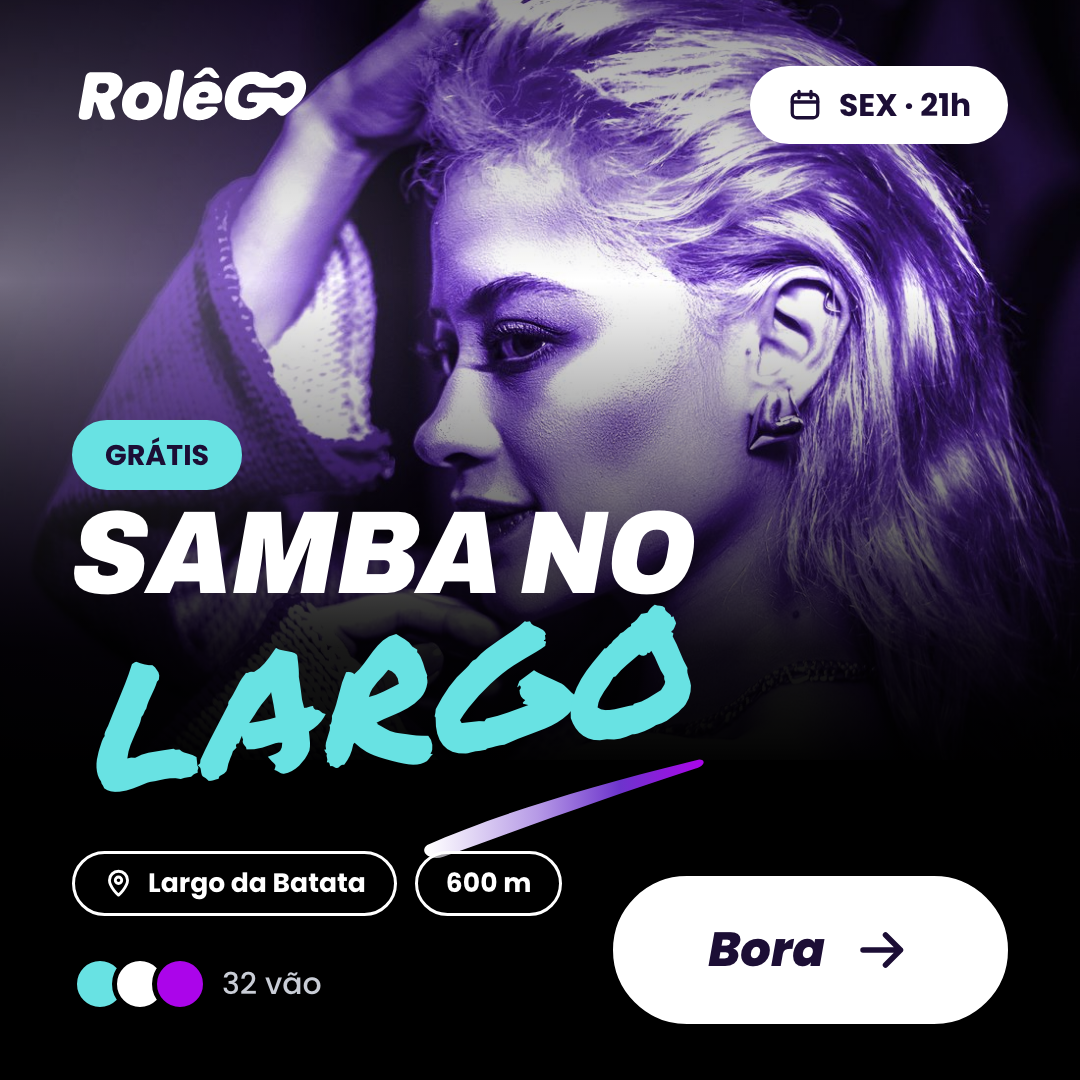 RolêGo
SEX · 21h
GRÁTIS
SAMBA NO
LARGO
Largo da Batata
600 m
32 vão
Bora